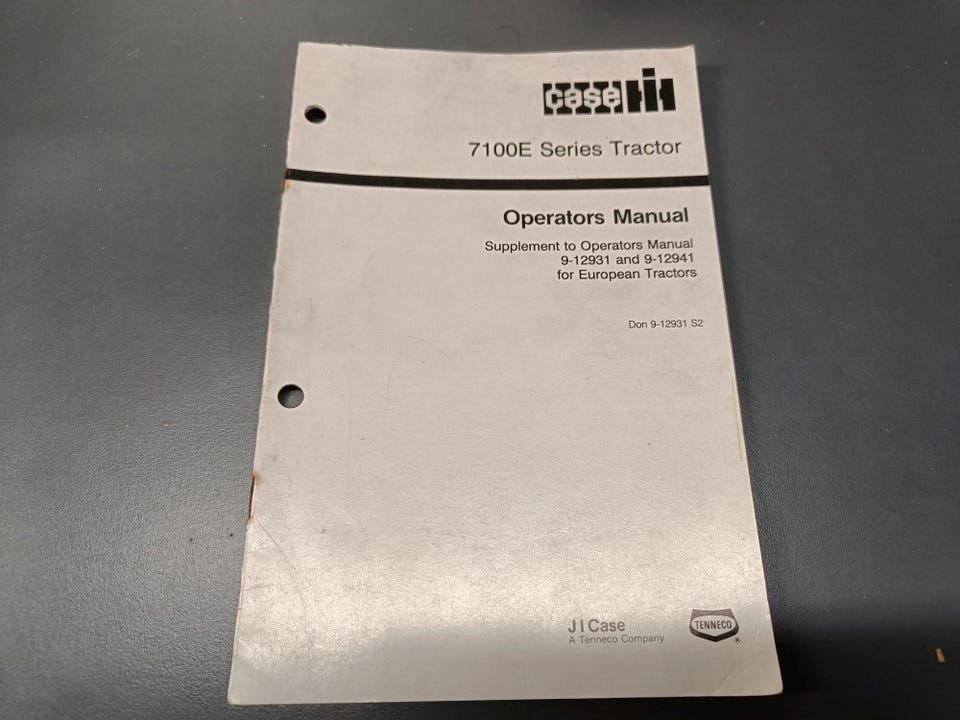 case IH
7100E Series Tractor
Operators Manual
Supplement to Operators Manual
9-12931 and 9-12941
for European Tractors
Don 9-12931 S2
J I Case
A Tenneco Company
TENNECO
®